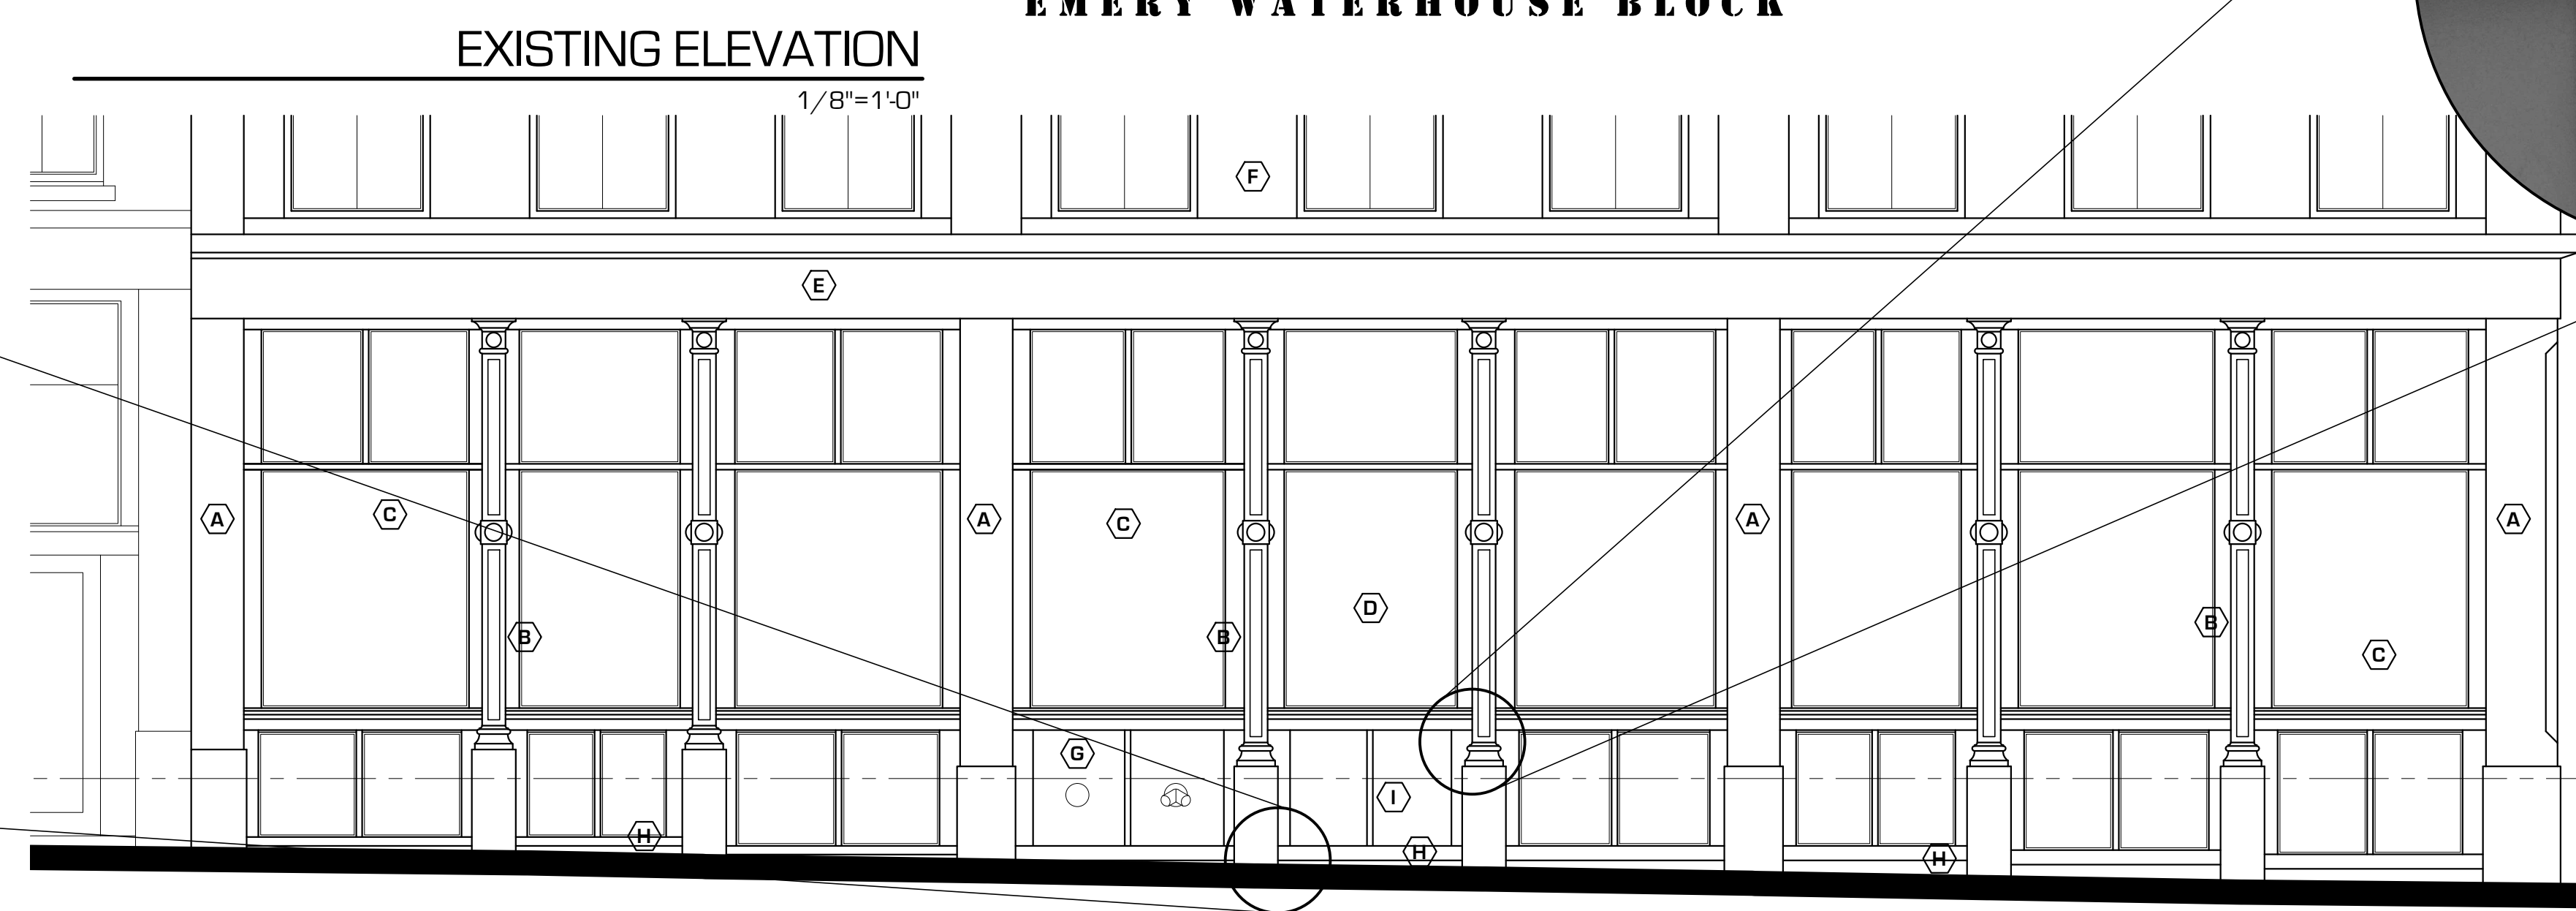 EMERY WATERHOUSE BLOCK
EXISTING ELEVATION
1/8"=1'-0"
F
E
A
C
A
C
A
A
D
B
B
B
C
G
I
H
H
H